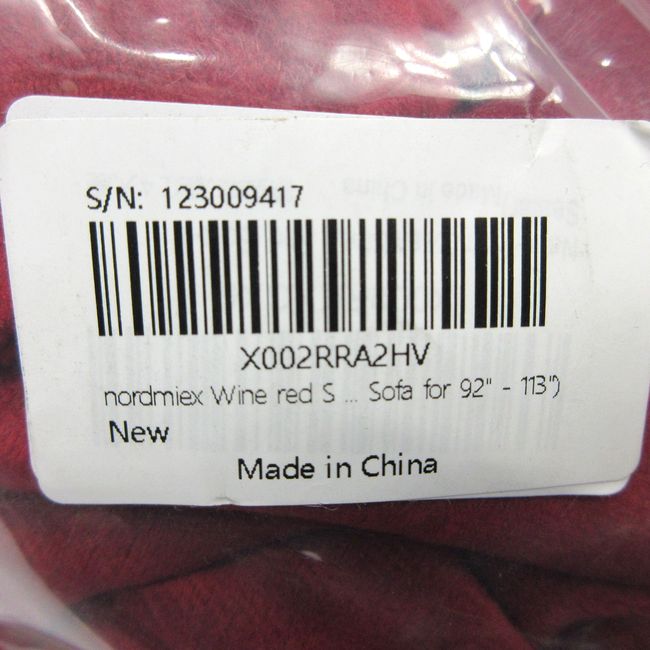 S/N: 123009417
X002RRA2HV
nordmiex Wine red S ... Sofa for 92" - 113")
New
Made in China